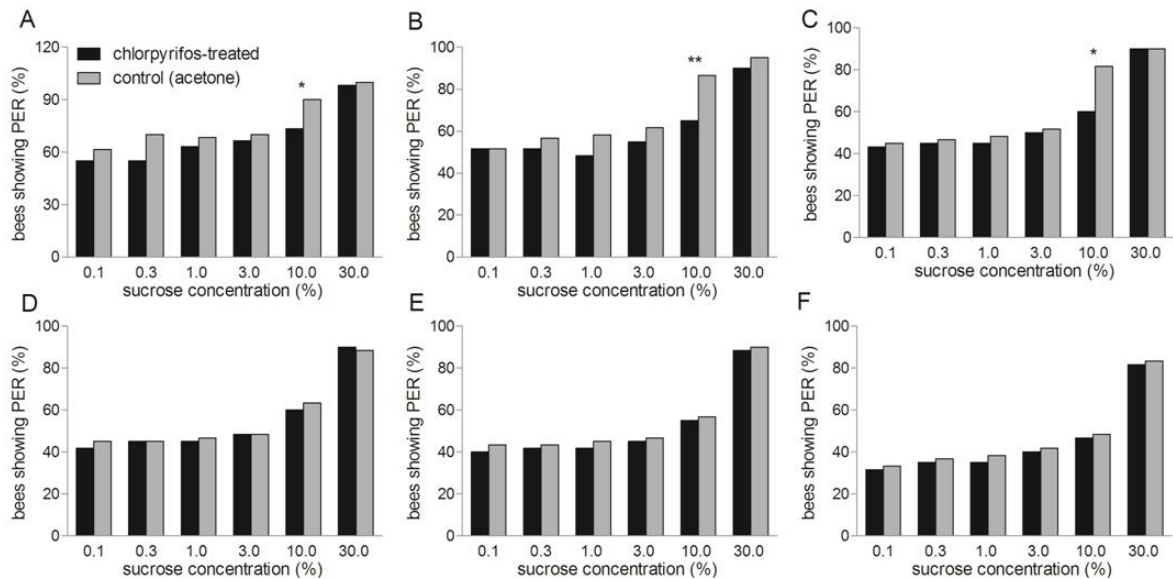 A
120
90
60
30
0
bees showing PER (%)
chlorpyrifos-treated
control (acetone)
*
0.1 0.3 1.0 3.0 10.0 30.0
sucrose concentration (%)
B
100
80
60
40
20
0
bees showing PER (%)
**
0.1 0.3 1.0 3.0 10.0 30.0
sucrose concentration (%)
C
100
80
60
40
20
0
bees showing PER (%)
*
0.1 0.3 1.0 3.0 10.0 30.0
sucrose concentration (%)
D
100
80
60
40
20
0
bees showing PER (%)
0.1 0.3 1.0 3.0 10.0 30.0
sucrose concentration (%)
E
100
80
60
40
20
0
bees showing PER (%)
0.1 0.3 1.0 3.0 10.0 30.0
sucrose concentration (%)
F
100
80
60
40
20
0
bees showing PER (%)
0.1 0.3 1.0 3.0 10.0 30.0
sucrose concentration (%)